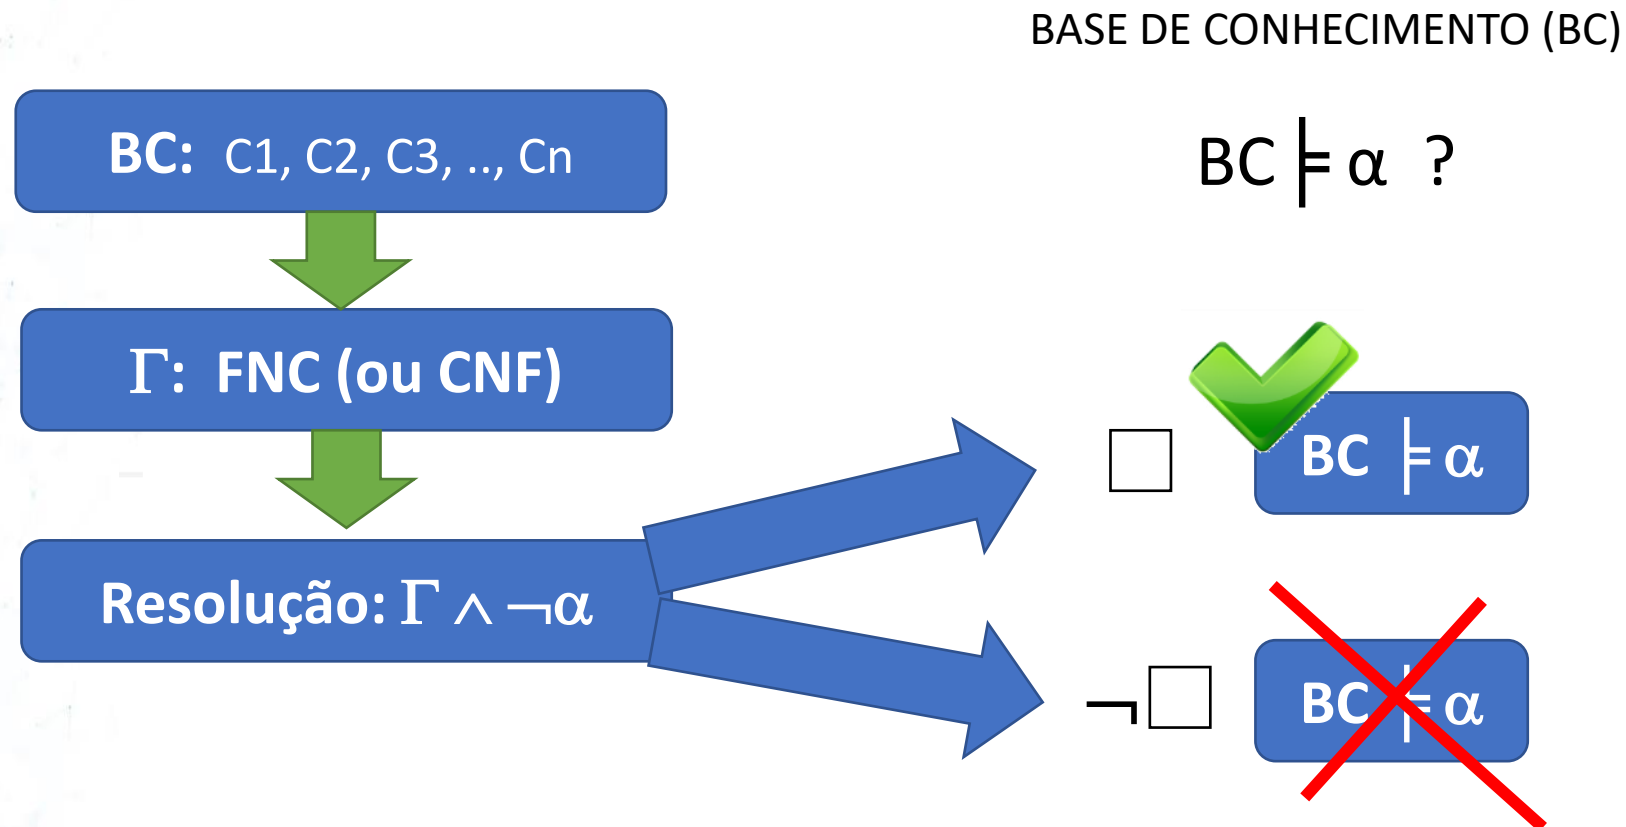 BASE DE CONHECIMENTO (BC)
BC: C1, C2, C3, .., Cn
BC ⊨ α ?
Γ: FNC (ou CNF)
□ BC ⊨ α
Resolução: Γ ∧ ¬α
¬□ BC ⊨ α